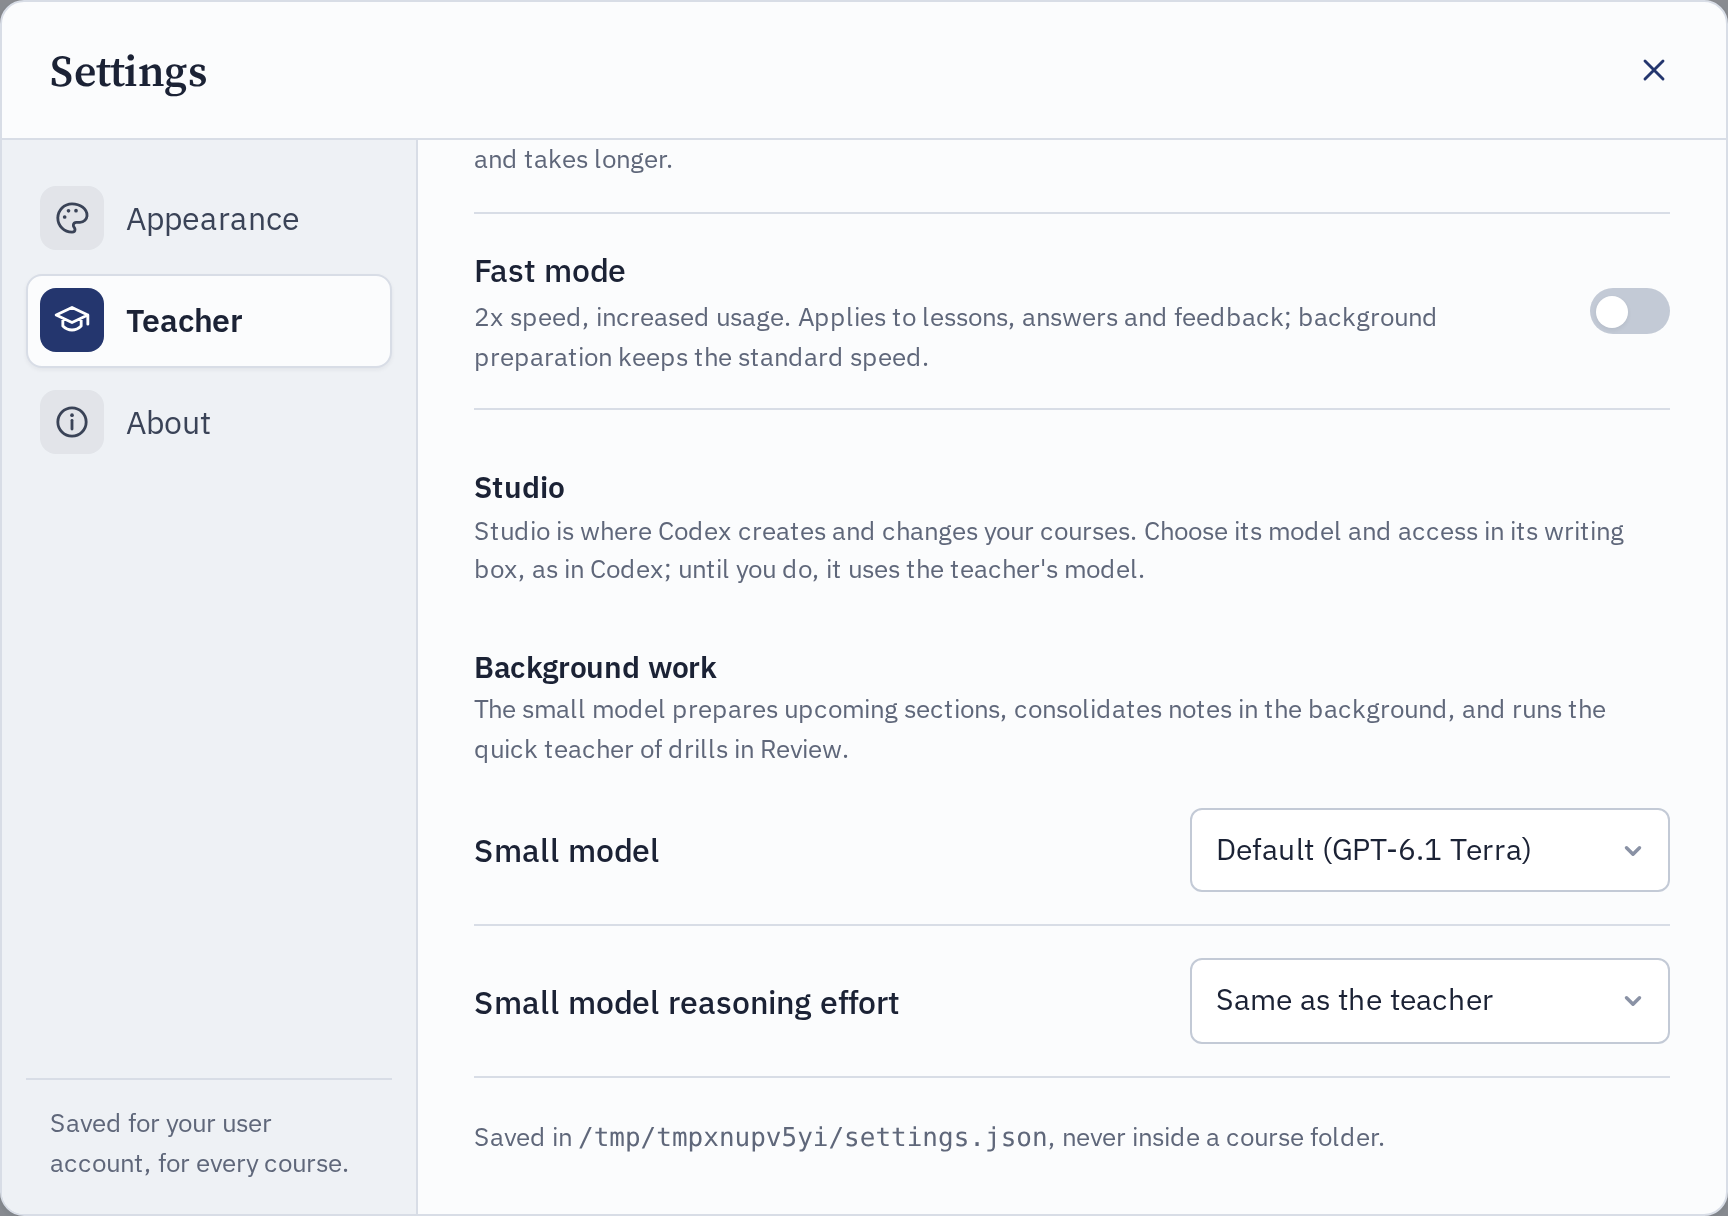 Settings
Appearance
Teacher
About
Saved for your user
account, for every course.
and takes longer.
Fast mode
2x speed, increased usage. Applies to lessons, answers and feedback; background
preparation keeps the standard speed.
Studio
Studio is where Codex creates and changes your courses. Choose its model and access in its writing
box, as in Codex; until you do, it uses the teacher's model.
Background work
The small model prepares upcoming sections, consolidates notes in the background, and runs the
quick teacher of drills in Review.
Small model
Default (GPT-6.1 Terra)
Small model reasoning effort
Same as the teacher
Saved in /tmp/tmpxnupv5yi/settings.json, never inside a course folder.